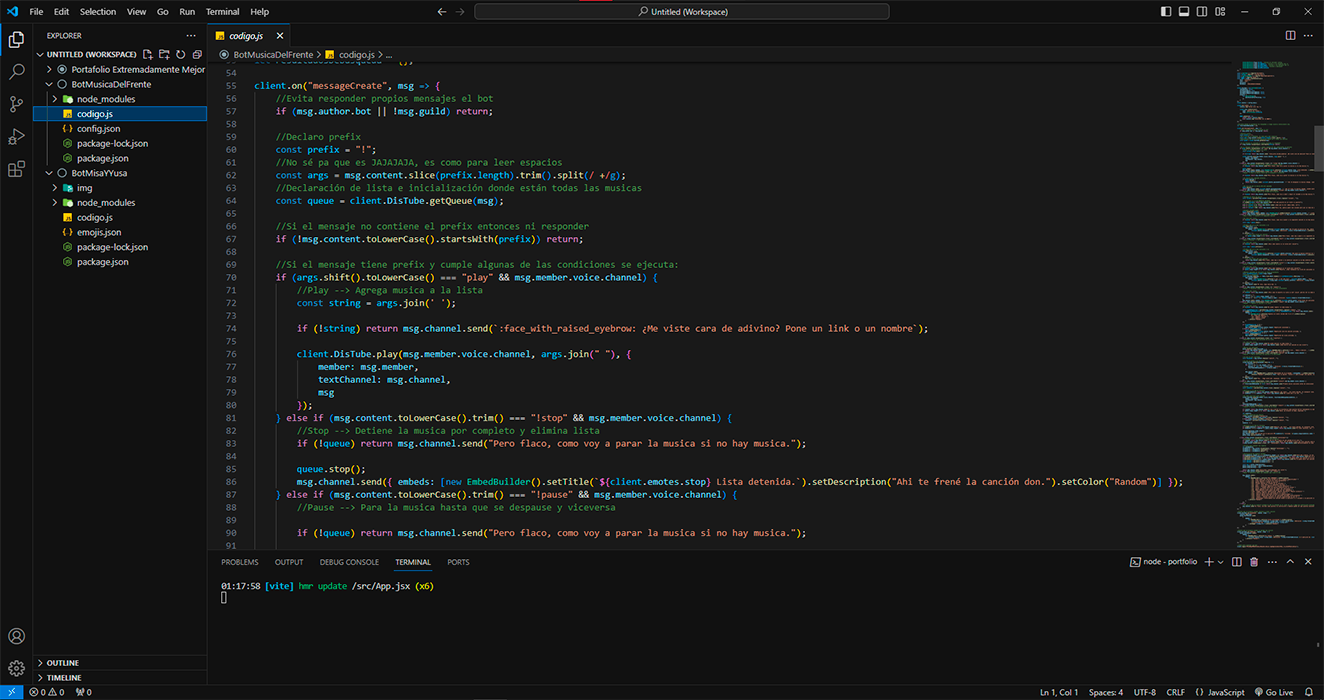 File Edit Selection View Go Run Terminal Help
Untitled (Workspace)
EXPLORER
UNTITLED (WORKSPACE)
Portafolio Extremadamente Mejor
BotMusicaDelFrente
node_modules
codigo.js
config.json
package-lock.json
package.json
BotMisaYYusa
img
node_modules
codigo.js
emojis.json
package-lock.json
package.json
OUTLINE
TIMELINE
codigo.js
BotMusicaDelFrente > codigo.js > ...
54
55 client.on("messageCreate", msg => {
56 //Evita responder propios mensajes el bot
57 if (msg.author.bot || !msg.guild) return;
58
59 //Declaro prefix
60 const prefix = "!";
61 //No sé pa que es JAJAJAJA, es como para leer espacios
62 const args = msg.content.slice(prefix.length).trim().split(/ +/g);
63 //Declaración de lista e inicialización donde están todas las musicas
64 const queue = client.DisTube.getQueue(msg);
65
66 //Si el mensaje no contiene el prefix entonces ni responder
67 if (!msg.content.toLowerCase().startsWith(prefix)) return;
68
69 //Si el mensaje tiene prefix y cumple algunas de las condiciones se ejecuta:
70 if (args.shift().toLowerCase() === "play" && msg.member.voice.channel) {
71 //Play --> Agrega musica a la lista
72 const string = args.join(' ');
73
74 if (!string) return msg.channel.send(`:face_with_raised_eyebrow: ¿Me viste cara de adivino? Pone un link o un nombre`);
75
76 client.DisTube.play(msg.member.voice.channel, args.join(" "), {
77 member: msg.member,
78 textChannel: msg.channel,
79 msg
80 });
81 } else if (msg.content.toLowerCase().trim() === "!stop" && msg.member.voice.channel) {
82 //Stop --> Detiene la musica por completo y elimina lista
83 if (!queue) return msg.channel.send("Pero flaco, como voy a parar la musica si no hay musica.");
84
85 queue.stop();
86 msg.channel.send({ embeds: [new EmbedBuilder().setTitle(`${client.emotes.stop} Lista detenida.`).setDescription("Ahi te frené la canción don.").setColor("Random")] });
87 } else if (msg.content.toLowerCase().trim() === "!pause" && msg.member.voice.channel) {
88 //Pause --> Para la musica hasta que se despause y viceversa
89
90 if (!queue) return msg.channel.send("Pero flaco, como voy a parar la musica si no hay musica.");
91
PROBLEMS OUTPUT DEBUG CONSOLE TERMINAL PORTS
node - portfolio
01:17:58 [vite] hmr update /src/App.jsx (x6)
0 0 0
Ln 1, Col 1 Spaces: 4 UTF-8 CRLF JavaScript Go Live